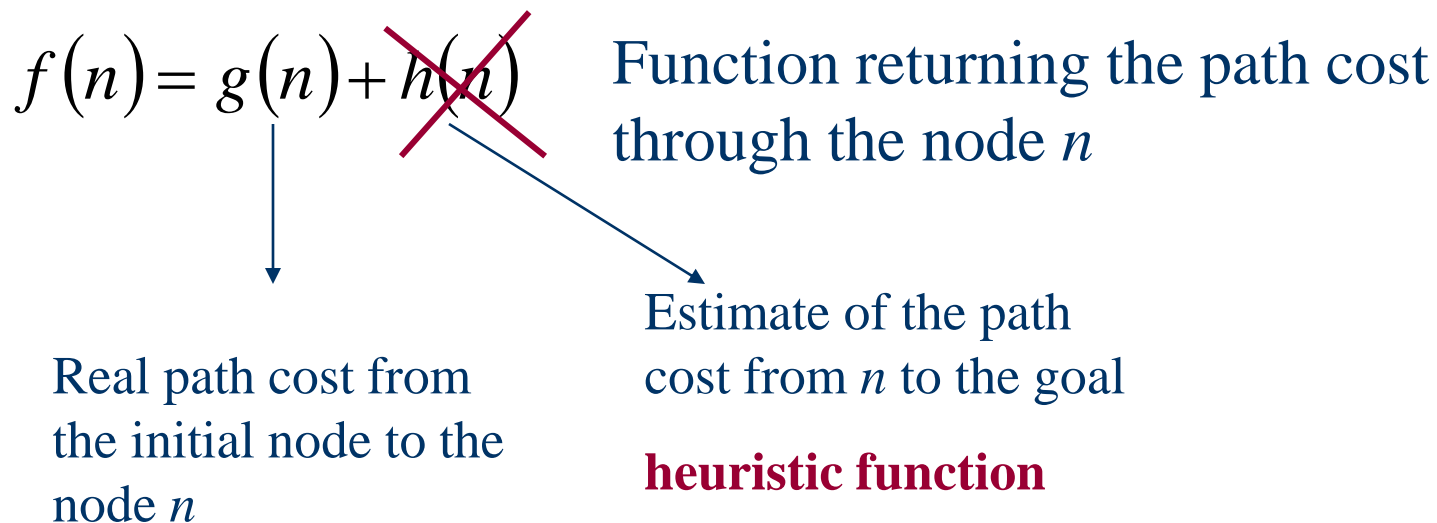 f(n) = g(n) + h(n)
Function returning the path cost
through the node n
Real path cost from
the initial node to the
node n
Estimate of the path
cost from n to the goal
heuristic function